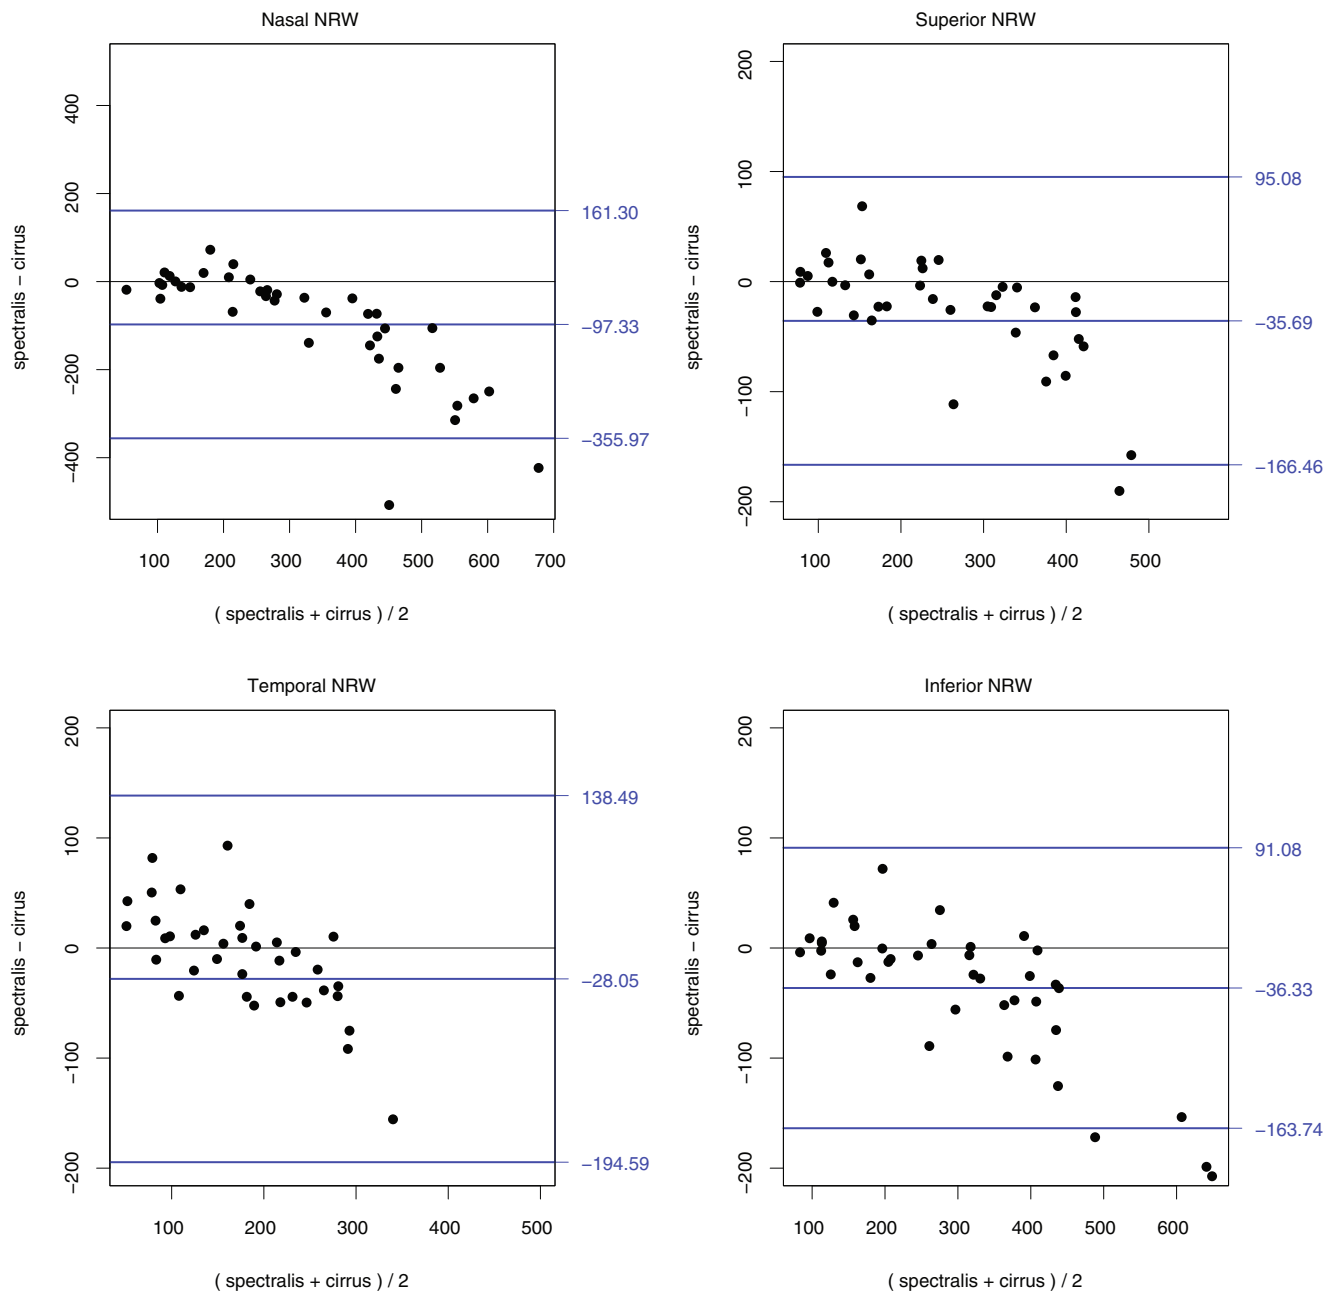 Nasal NRW
spectralis − cirrus
400
200
0
−200
−400
161.30
−97.33
−355.97
100 200 300 400 500 600 700
( spectralis + cirrus ) / 2
Superior NRW
spectralis − cirrus
200
100
0
−100
−200
95.08
−35.69
−166.46
100 200 300 400 500
( spectralis + cirrus ) / 2
Temporal NRW
spectralis − cirrus
200
100
0
−100
−200
138.49
−28.05
−194.59
100 200 300 400 500
( spectralis + cirrus ) / 2
Inferior NRW
spectralis − cirrus
200
100
0
−100
−200
91.08
−36.33
−163.74
100 200 300 400 500 600
( spectralis + cirrus ) / 2